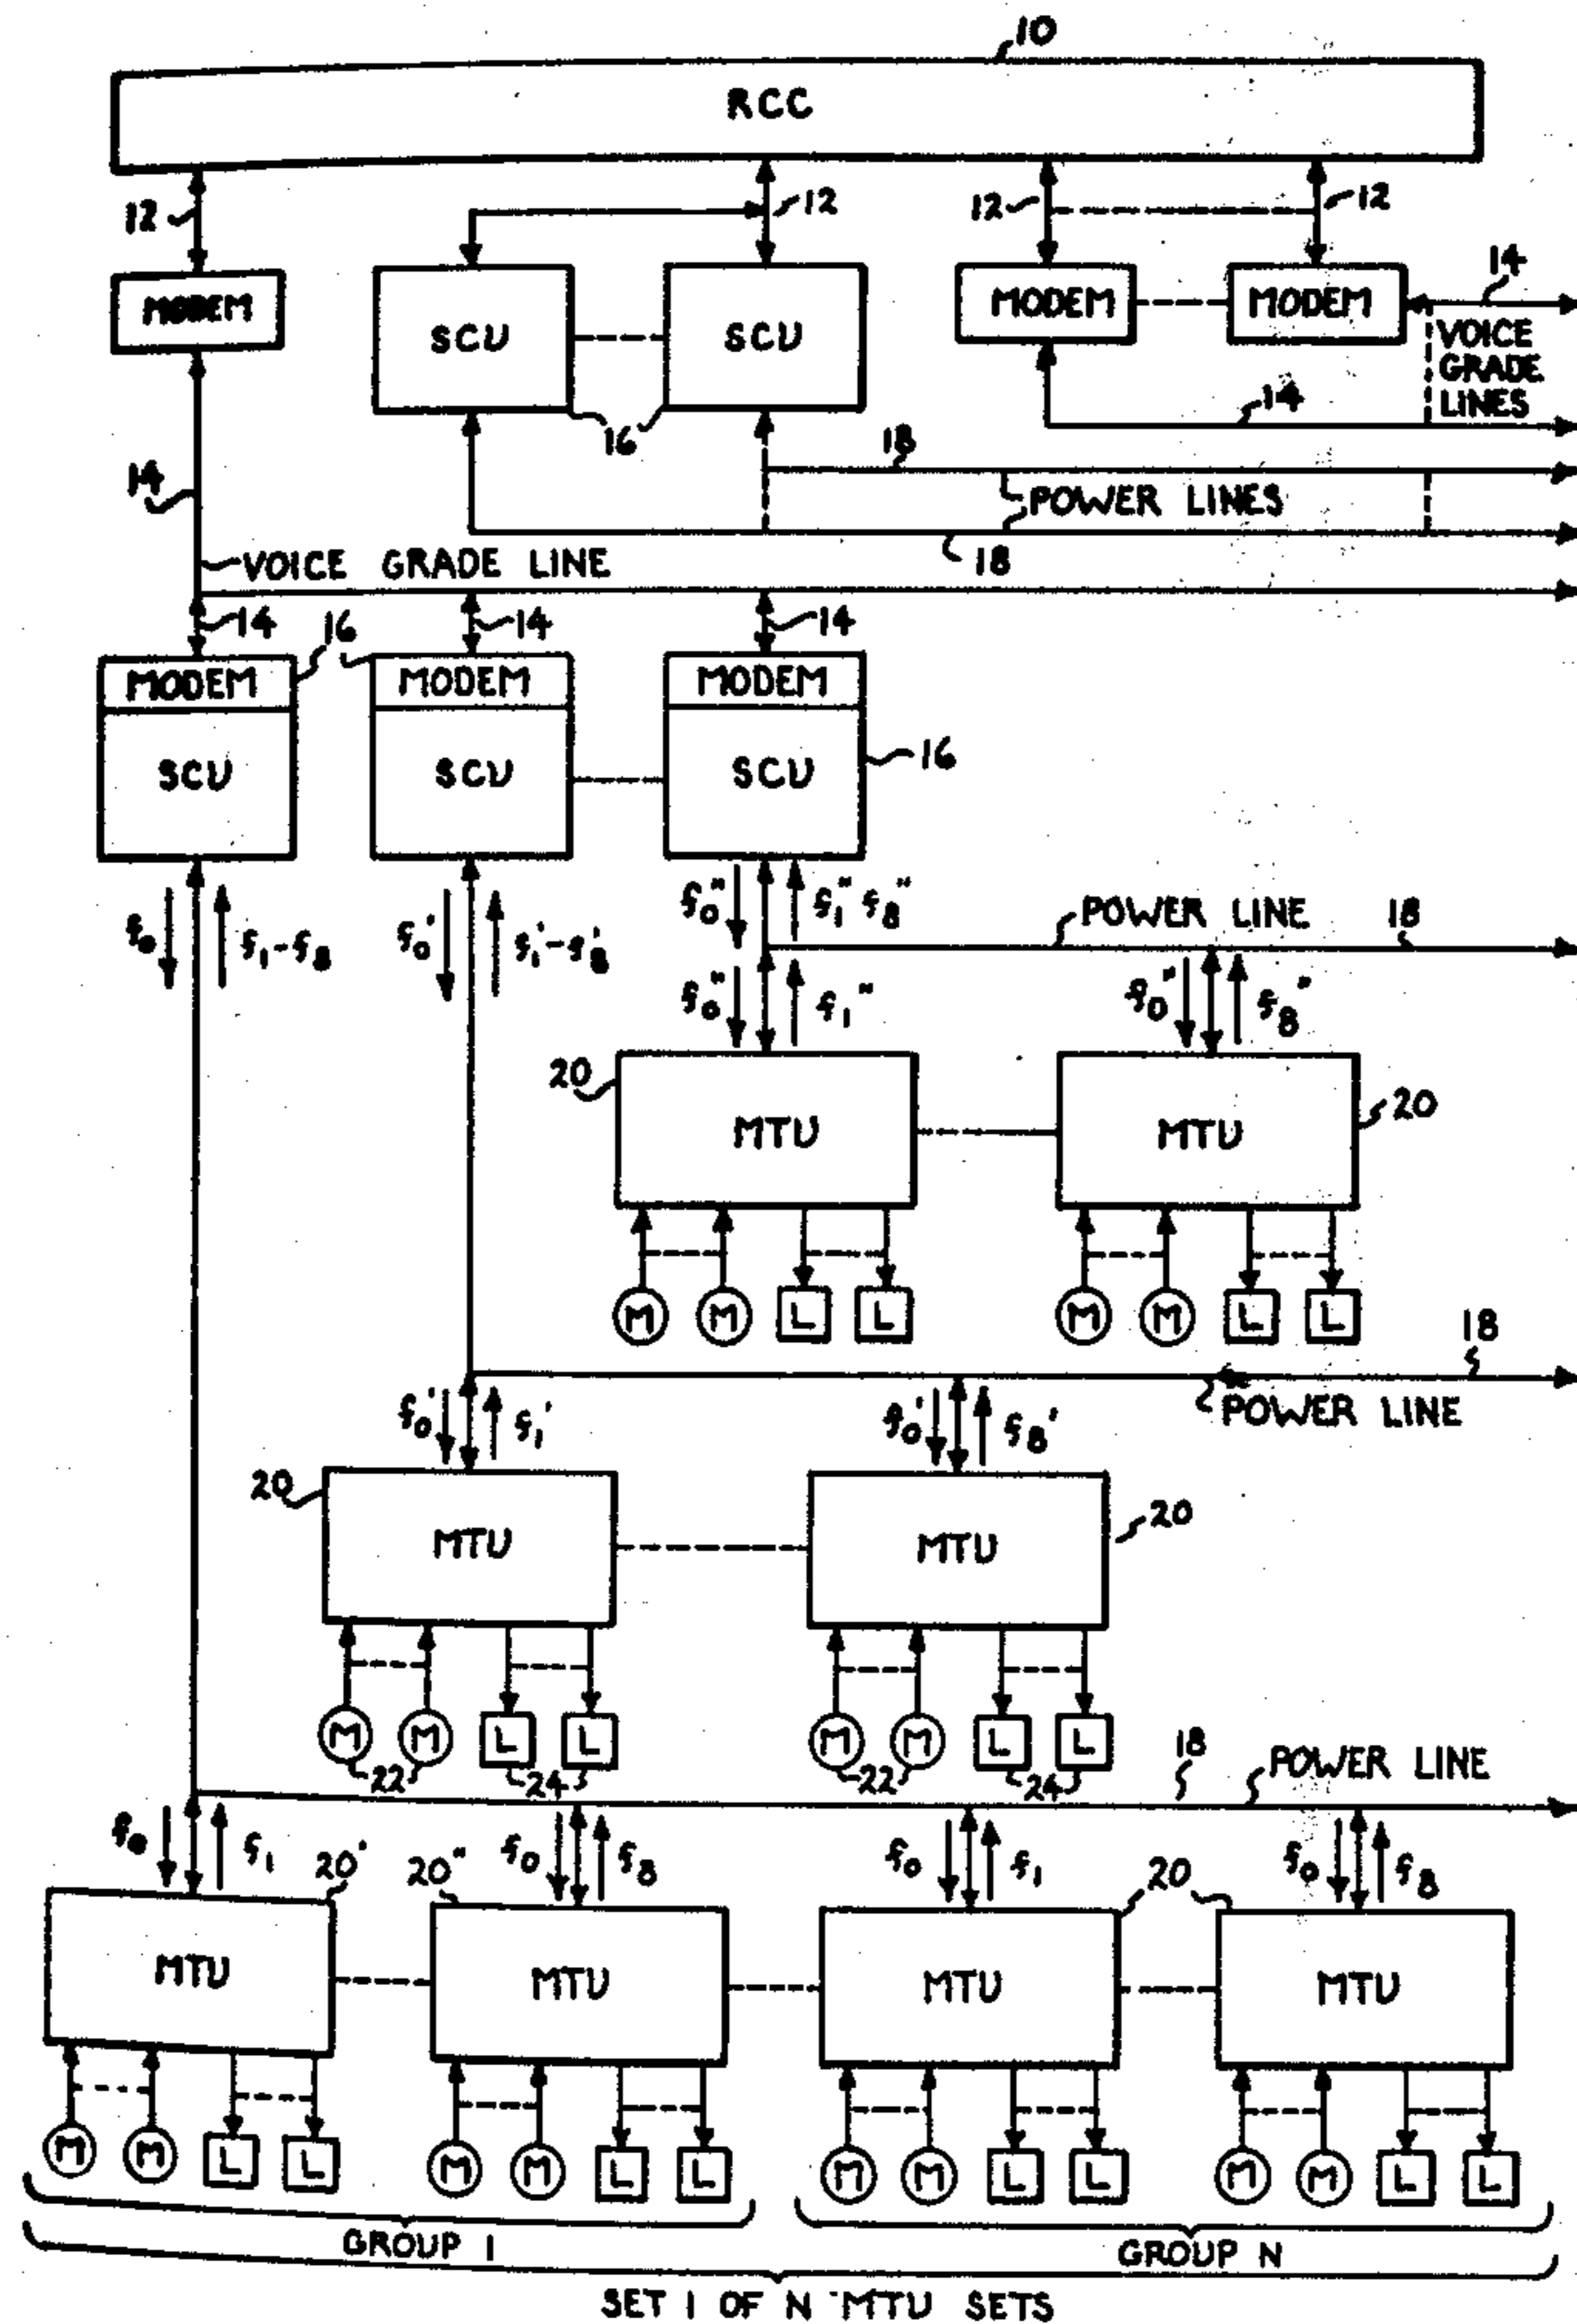 10
RCC
12 12 12 12
MODEM SCU SCU MODEM MODEM 14
VOICE
GRADE
LINES
16 14
18
14 POWER LINES
VOICE GRADE LINE 18
14 16 14 14
MODEM MODEM MODEM
SCU SCU SCU 16
f0 f1-f8 f0' f1'-f8' f0" f1" f8" POWER LINE 18
f0" f1" f0" f8"
20 MTU MTU 20
M M L L M M L L
18
f0' f1' f0' f8' POWER LINE
20 MTU MTU 20
M M L L M M L L
22 24 22 24
18 POWER LINE
f0 f1 20' 20" f0 f8 f0 f1 20 f0 f8
MTU MTU MTU MTU
M M L L M M L L M M L L M M L L
GROUP 1 GROUP N
SET 1 OF N MTU SETS